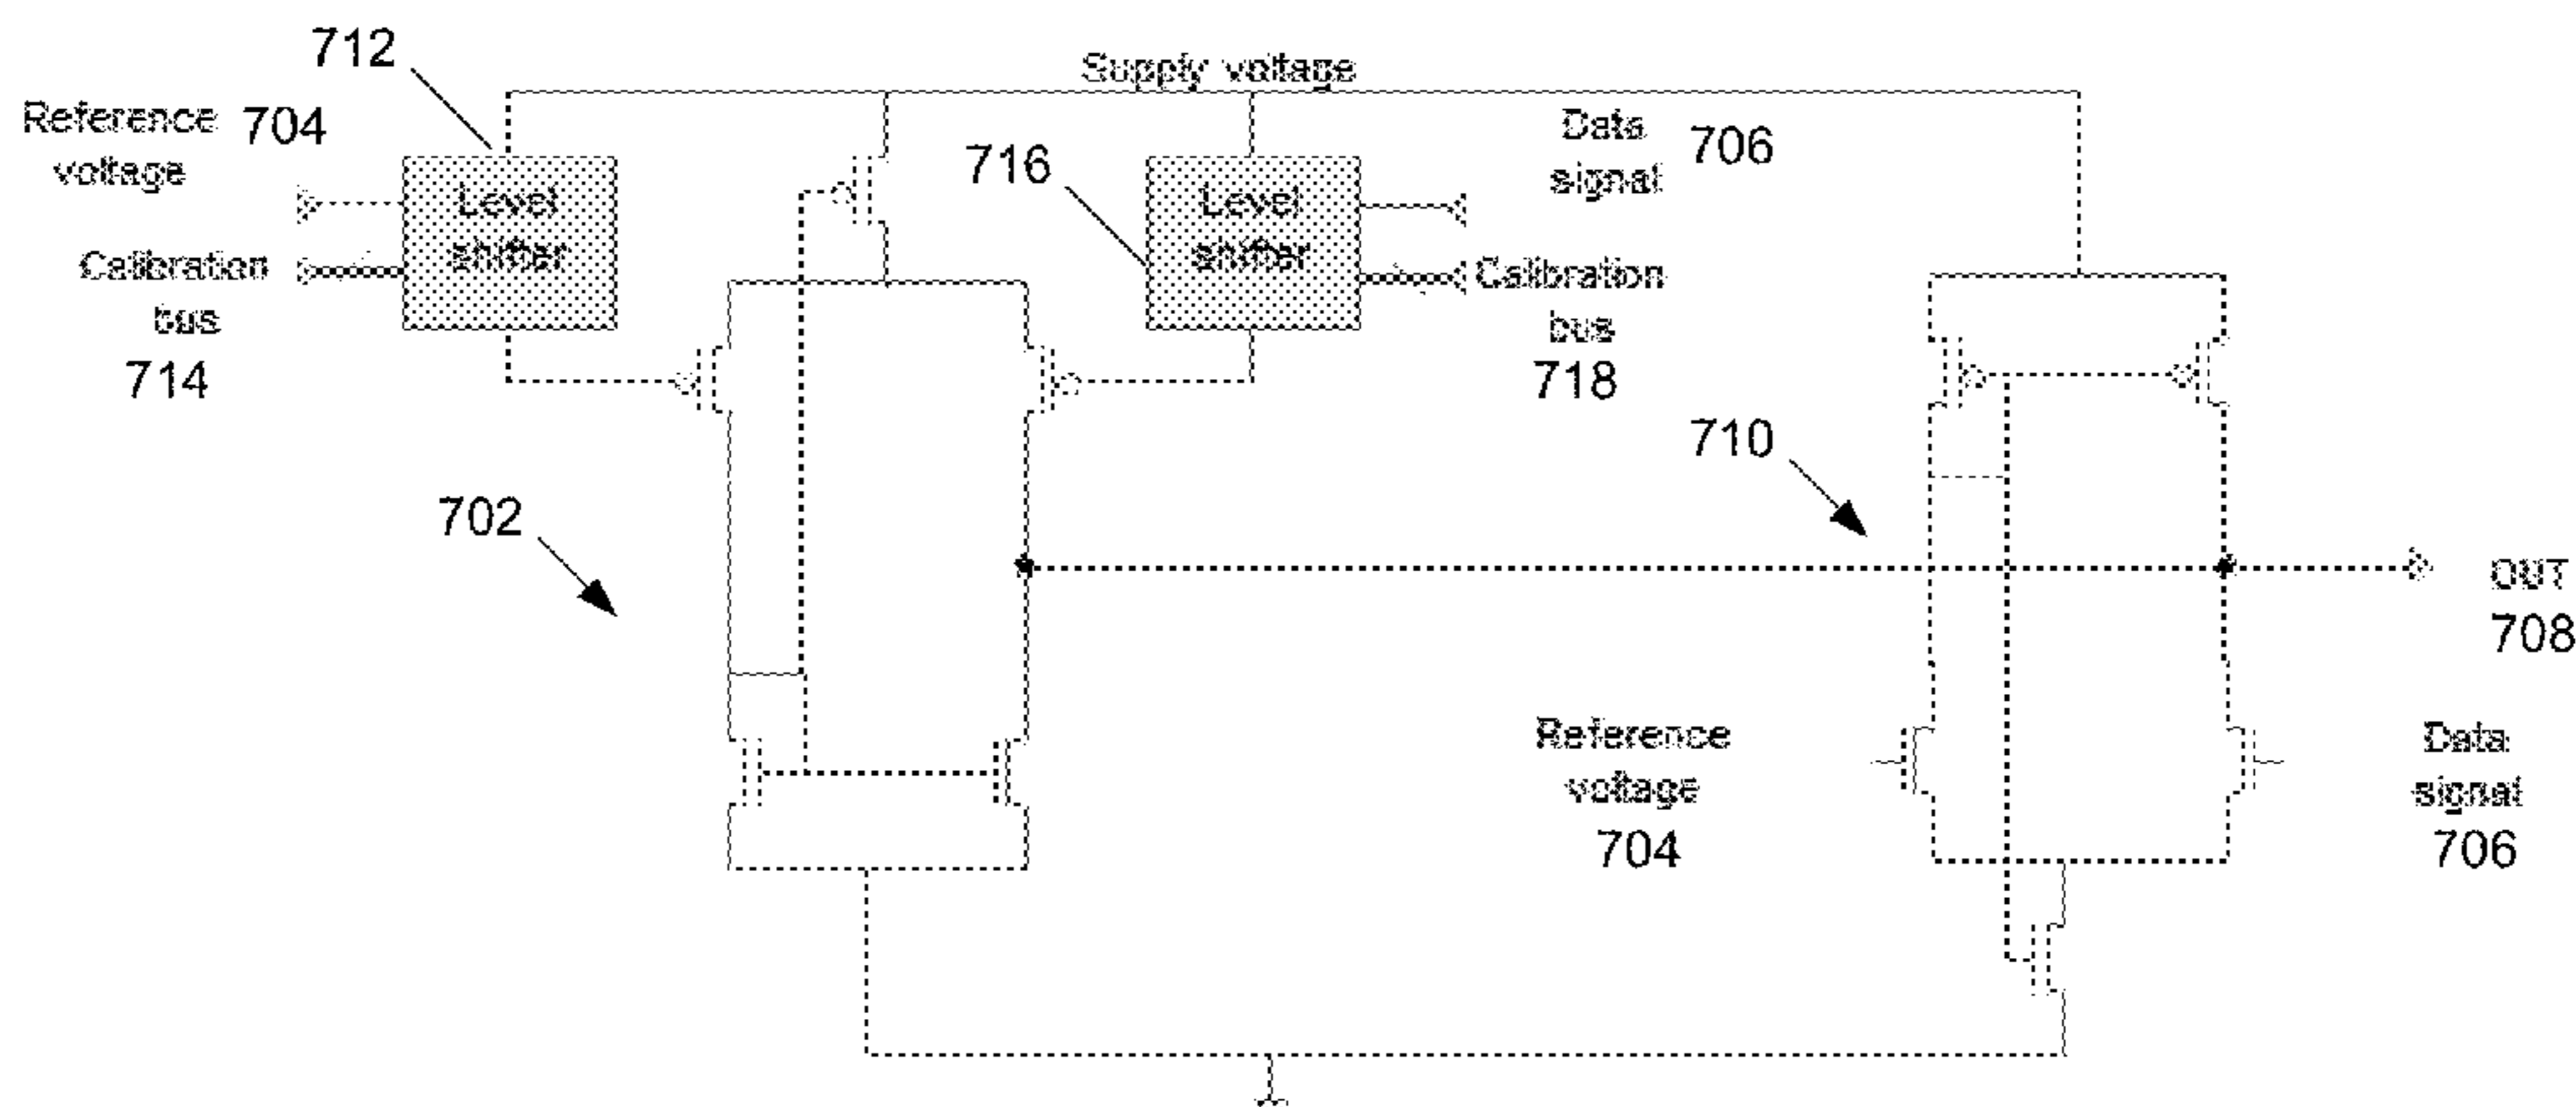 712
Supply voltage
Reference 704
voltage
Data
signal 706
716
Level
shifter
Level
shifter
Calibration
bus
714
Calibration
bus
718
710
702
OUT
708
Reference
voltage
704
Data
signal
706